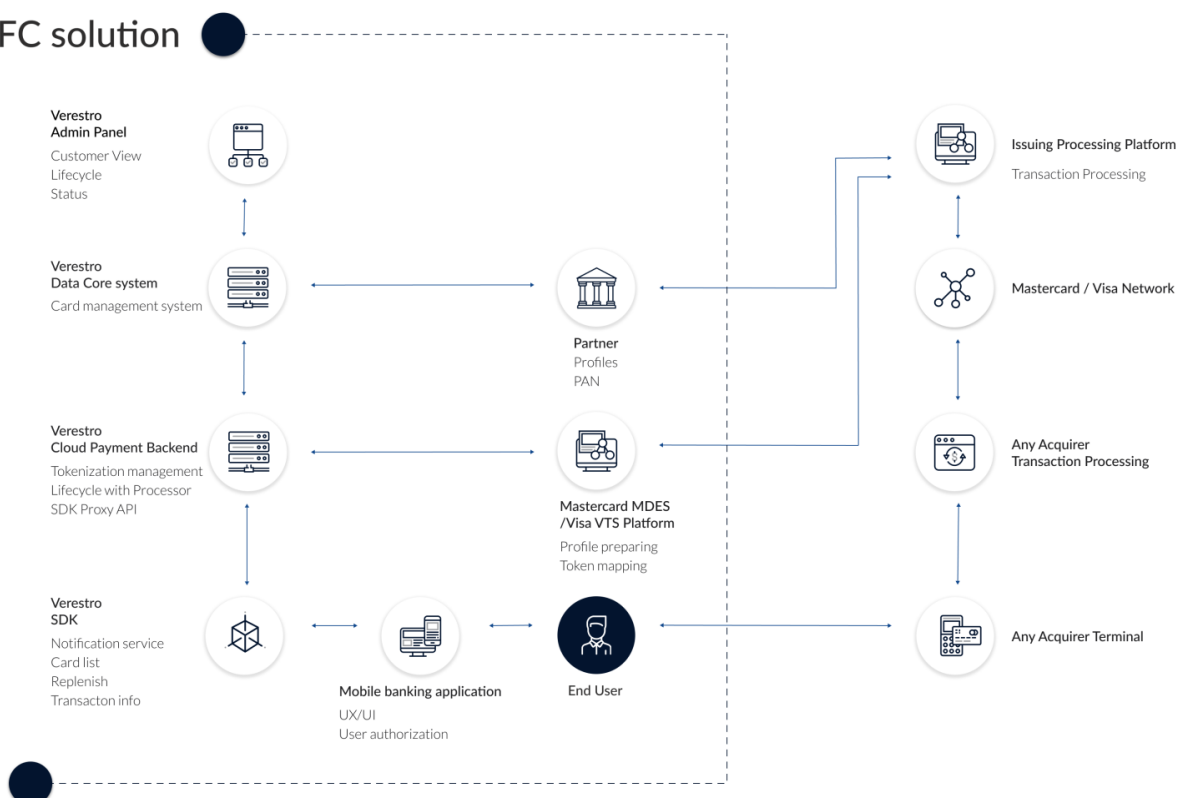 FC solution
Verestro
Admin Panel
Customer View
Lifecycle
Status
Issuing Processing Platform
Transaction Processing
Verestro
Data Core system
Card management system
Partner
Profiles
PAN
Mastercard / Visa Network
Verestro
Cloud Payment Backend
Tokenization management
Lifecycle with Processor
SDK Proxy API
Mastercard MDES
/Visa VTS Platform
Profile preparing
Token mapping
Any Acquirer
Transaction Processing
Verestro
SDK
Notification service
Card list
Replenish
Transacton info
Mobile banking application
UX/UI
User authorization
End User
Any Acquirer Terminal